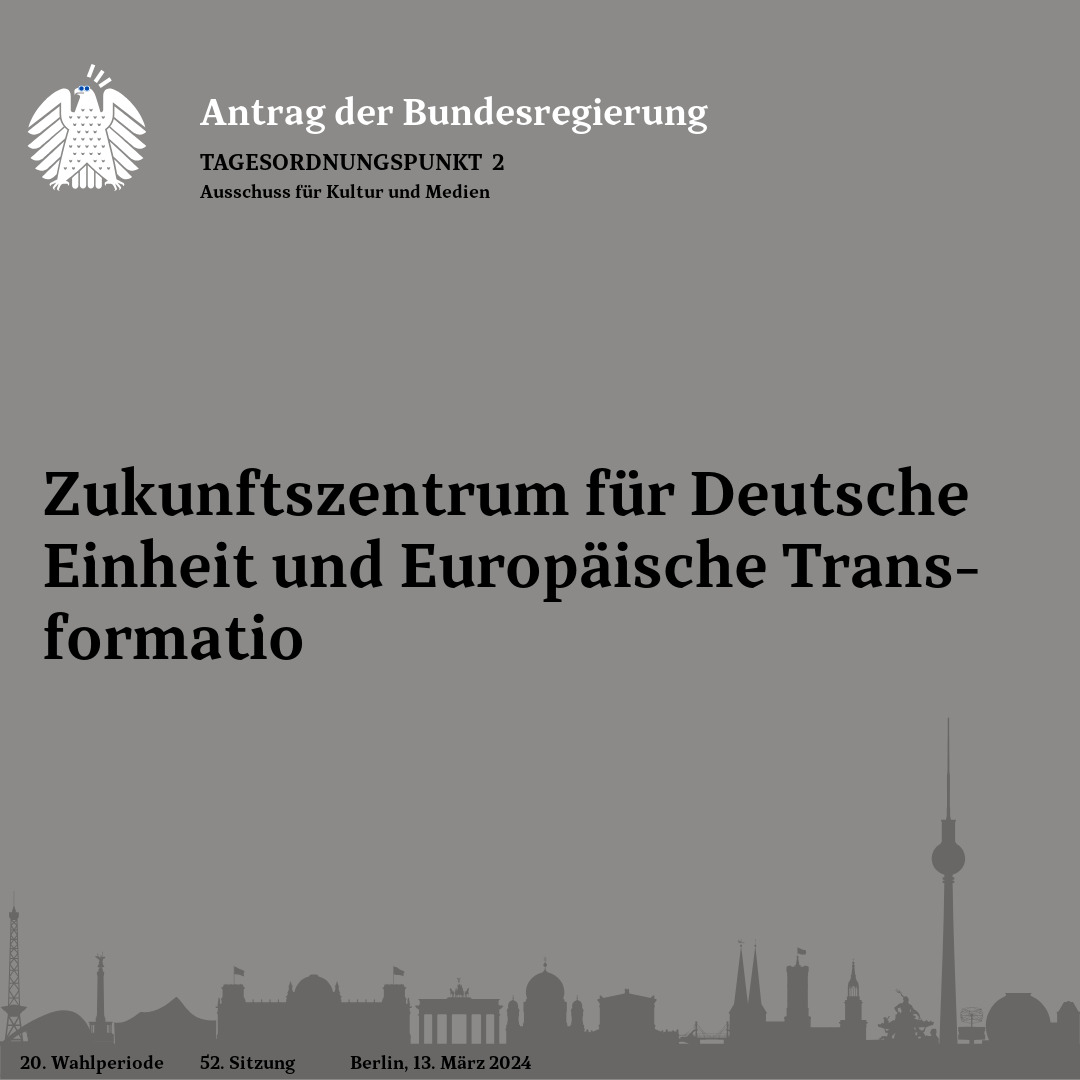 Antrag der Bundesregierung
TAGESORDNUNGSPUNKT 2
Ausschuss für Kultur und Medien
Zukunftszentrum für Deutsche
Einheit und Europäische Trans-
formatio
20. Wahlperiode 52. Sitzung Berlin, 13. März 2024